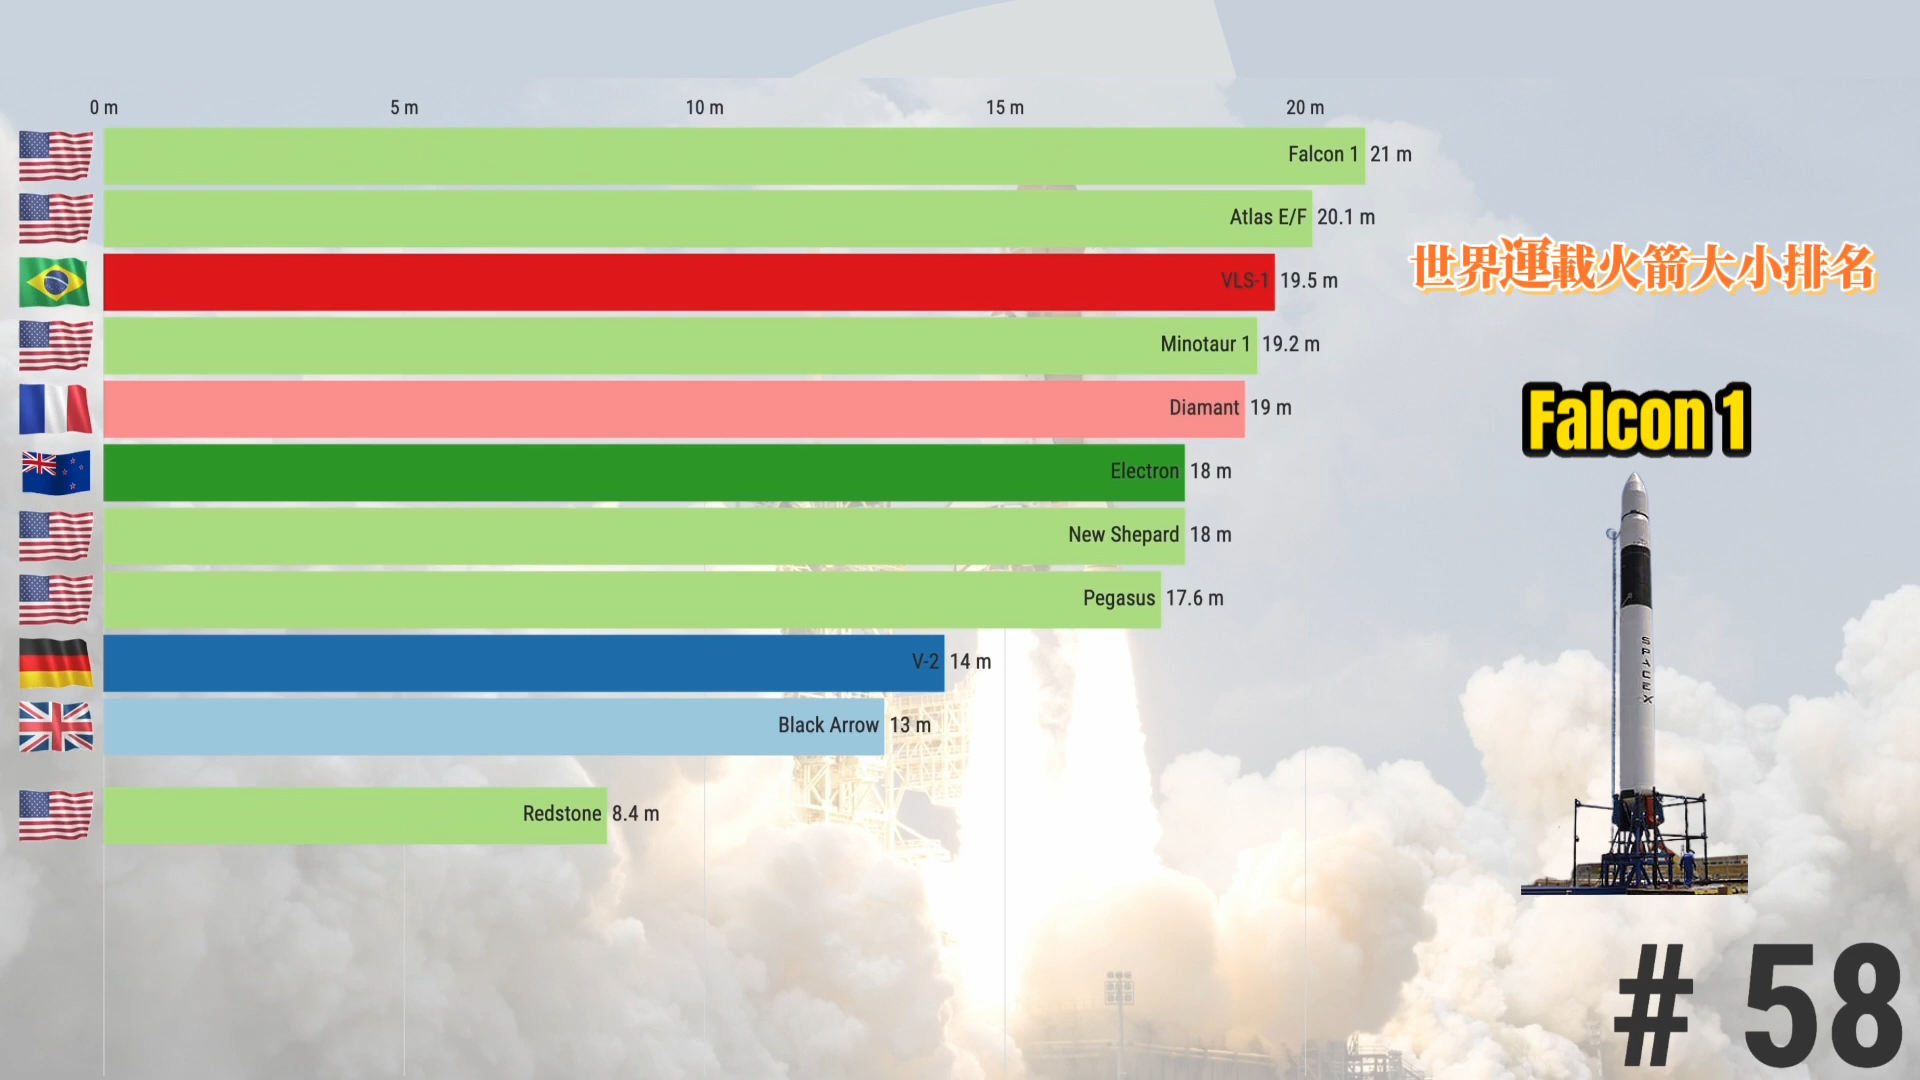 0 m 5 m 10 m 15 m 20 m
Falcon 1 21 m
Atlas E/F 20.1 m
VLS-1 19.5 m
Minotaur 1 19.2 m
Diamant 19 m
Electron 18 m
New Shepard 18 m
Pegasus 17.6 m
V-2 14 m
Black Arrow 13 m
Redstone 8.4 m
世界運載火箭大小排名
Falcon 1
SPACEX
# 58